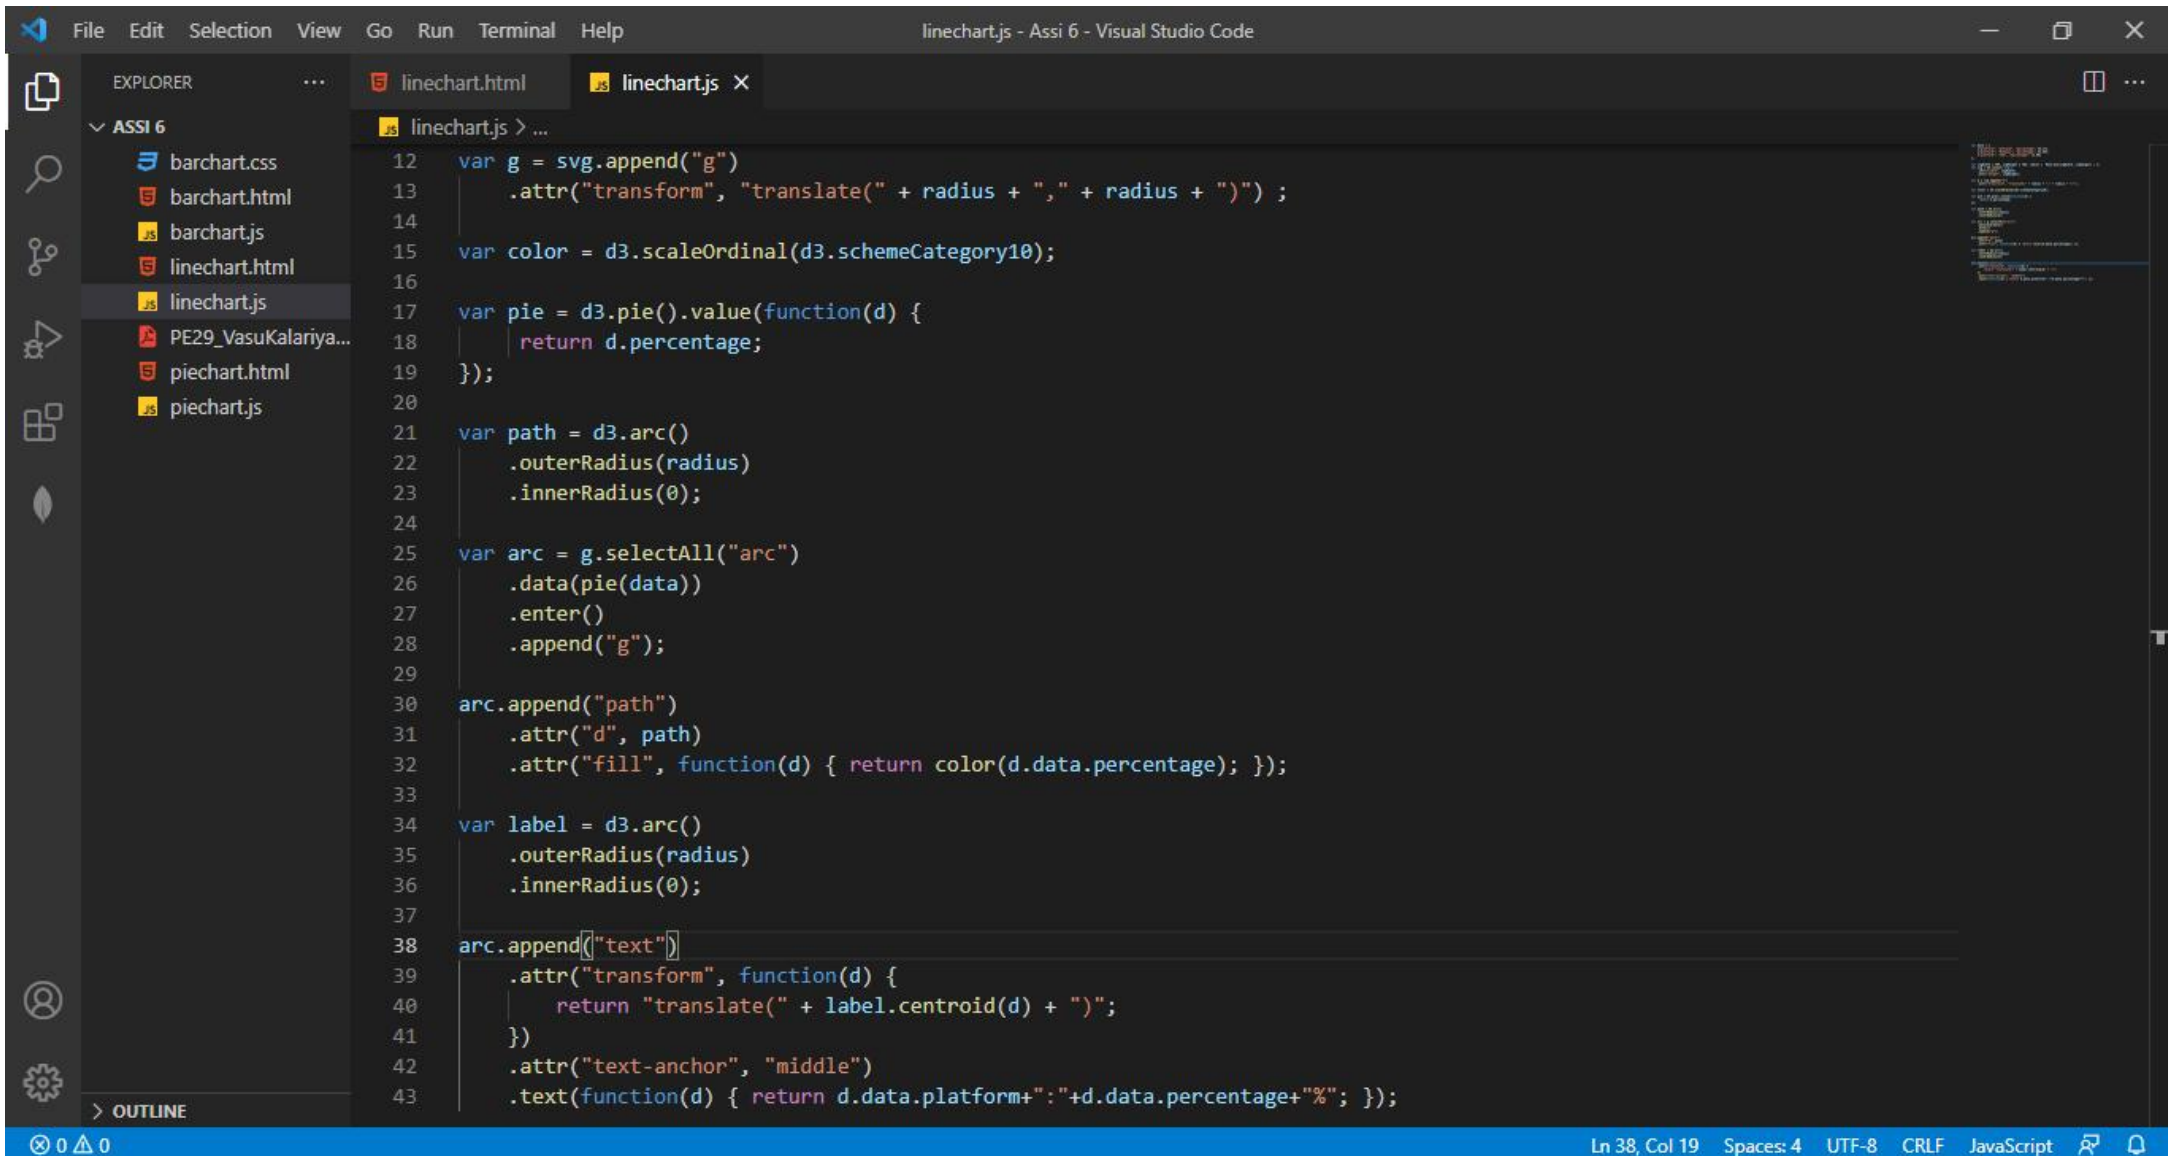 File Edit Selection View Go Run Terminal Help linechart.js - Assi 6 - Visual Studio Code
EXPLORER ...
ASSI 6
barchart.css
barchart.html
barchart.js
linechart.html
linechart.js
PE29_VasuKalariya...
piechart.html
piechart.js
OUTLINE
linechart.html linechart.js
linechart.js > ...
12 var g = svg.append("g")
13     .attr("transform", "translate(" + radius + "," + radius + ")") ;
14
15 var color = d3.scaleOrdinal(d3.schemeCategory10);
16
17 var pie = d3.pie().value(function(d) {
18      return d.percentage;
19 });
20
21 var path = d3.arc()
22     .outerRadius(radius)
23     .innerRadius(0);
24
25 var arc = g.selectAll("arc")
26     .data(pie(data))
27     .enter()
28     .append("g");
29
30 arc.append("path")
31     .attr("d", path)
32     .attr("fill", function(d) { return color(d.data.percentage); });
33
34 var label = d3.arc()
35     .outerRadius(radius)
36     .innerRadius(0);
37
38 arc.append("text")
39     .attr("transform", function(d) {
40         return "translate(" + label.centroid(d) + ")";
41     })
42     .attr("text-anchor", "middle")
43     .text(function(d) { return d.data.platform+":"+d.data.percentage+"%"; });
0 0 Ln 38, Col 19 Spaces: 4 UTF-8 CRLF JavaScript